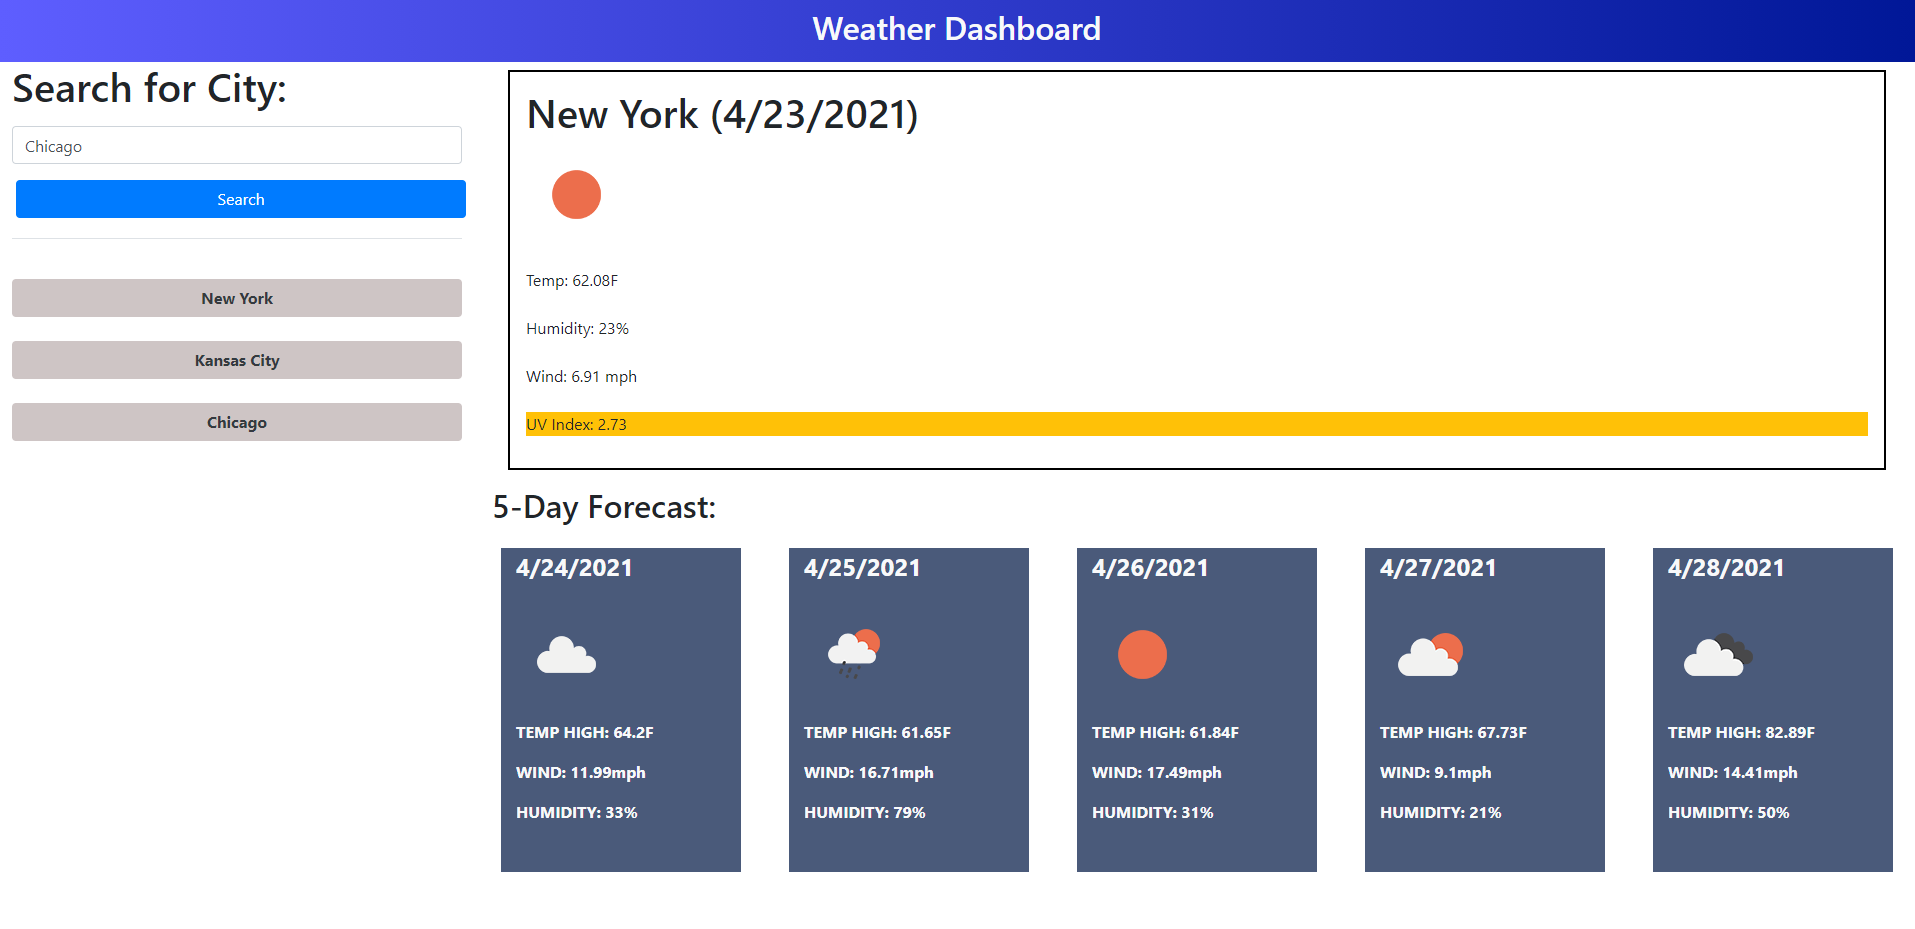 Weather Dashboard
Search for City:
Chicago
Search
New York
Kansas City
Chicago
New York (4/23/2021)
Temp: 62.08F
Humidity: 23%
Wind: 6.91 mph
UV Index: 2.73
5-Day Forecast:
4/24/2021
TEMP HIGH: 64.2F
WIND: 11.99mph
HUMIDITY: 33%
4/25/2021
TEMP HIGH: 61.65F
WIND: 16.71mph
HUMIDITY: 79%
4/26/2021
TEMP HIGH: 61.84F
WIND: 17.49mph
HUMIDITY: 31%
4/27/2021
TEMP HIGH: 67.73F
WIND: 9.1mph
HUMIDITY: 21%
4/28/2021
TEMP HIGH: 82.89F
WIND: 14.41mph
HUMIDITY: 50%